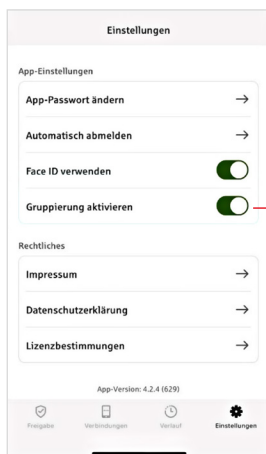 Einstellungen
App-Einstellungen
App-Passwort ändern
Automatisch abmelden
Face ID verwenden
Gruppierung aktivieren
Rechtliches
Impressum
Datenschutzerklärung
Lizenzbestimmungen
App-Version: 4.2.4 (629)
Freigabe Verbindungen Verlauf Einstellungen